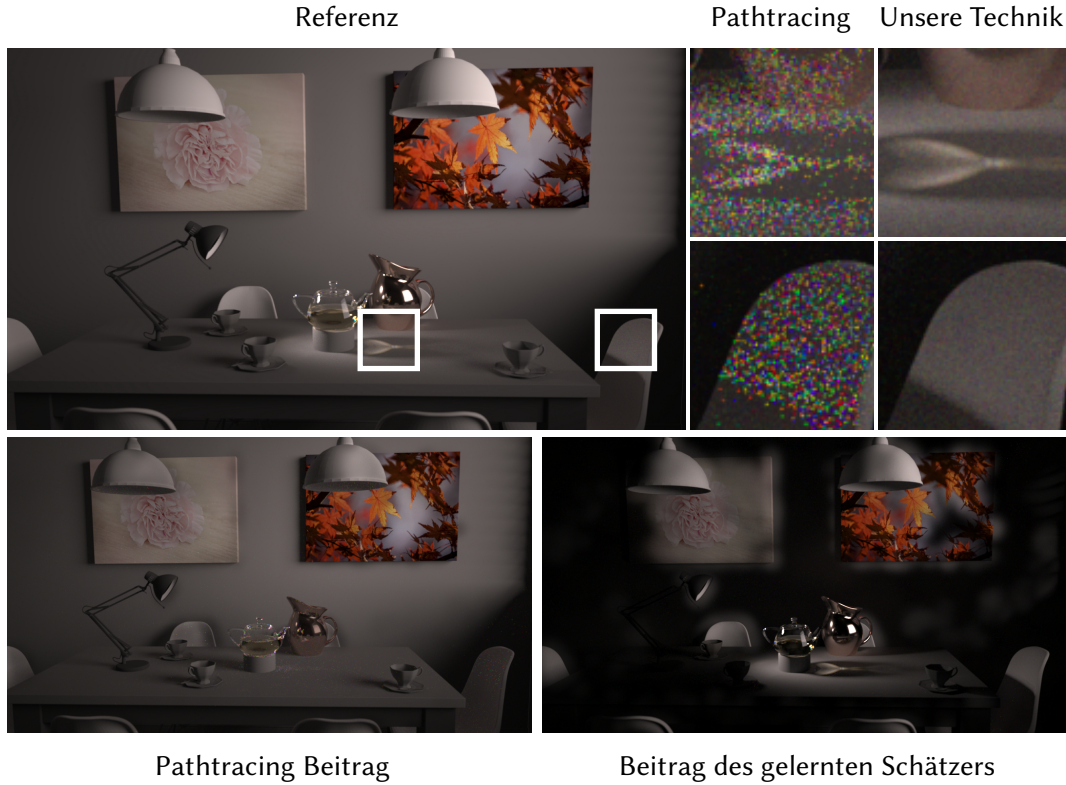 Referenz
Pathtracing
Unsere Technik
Pathtracing Beitrag
Beitrag des gelernten Schätzers